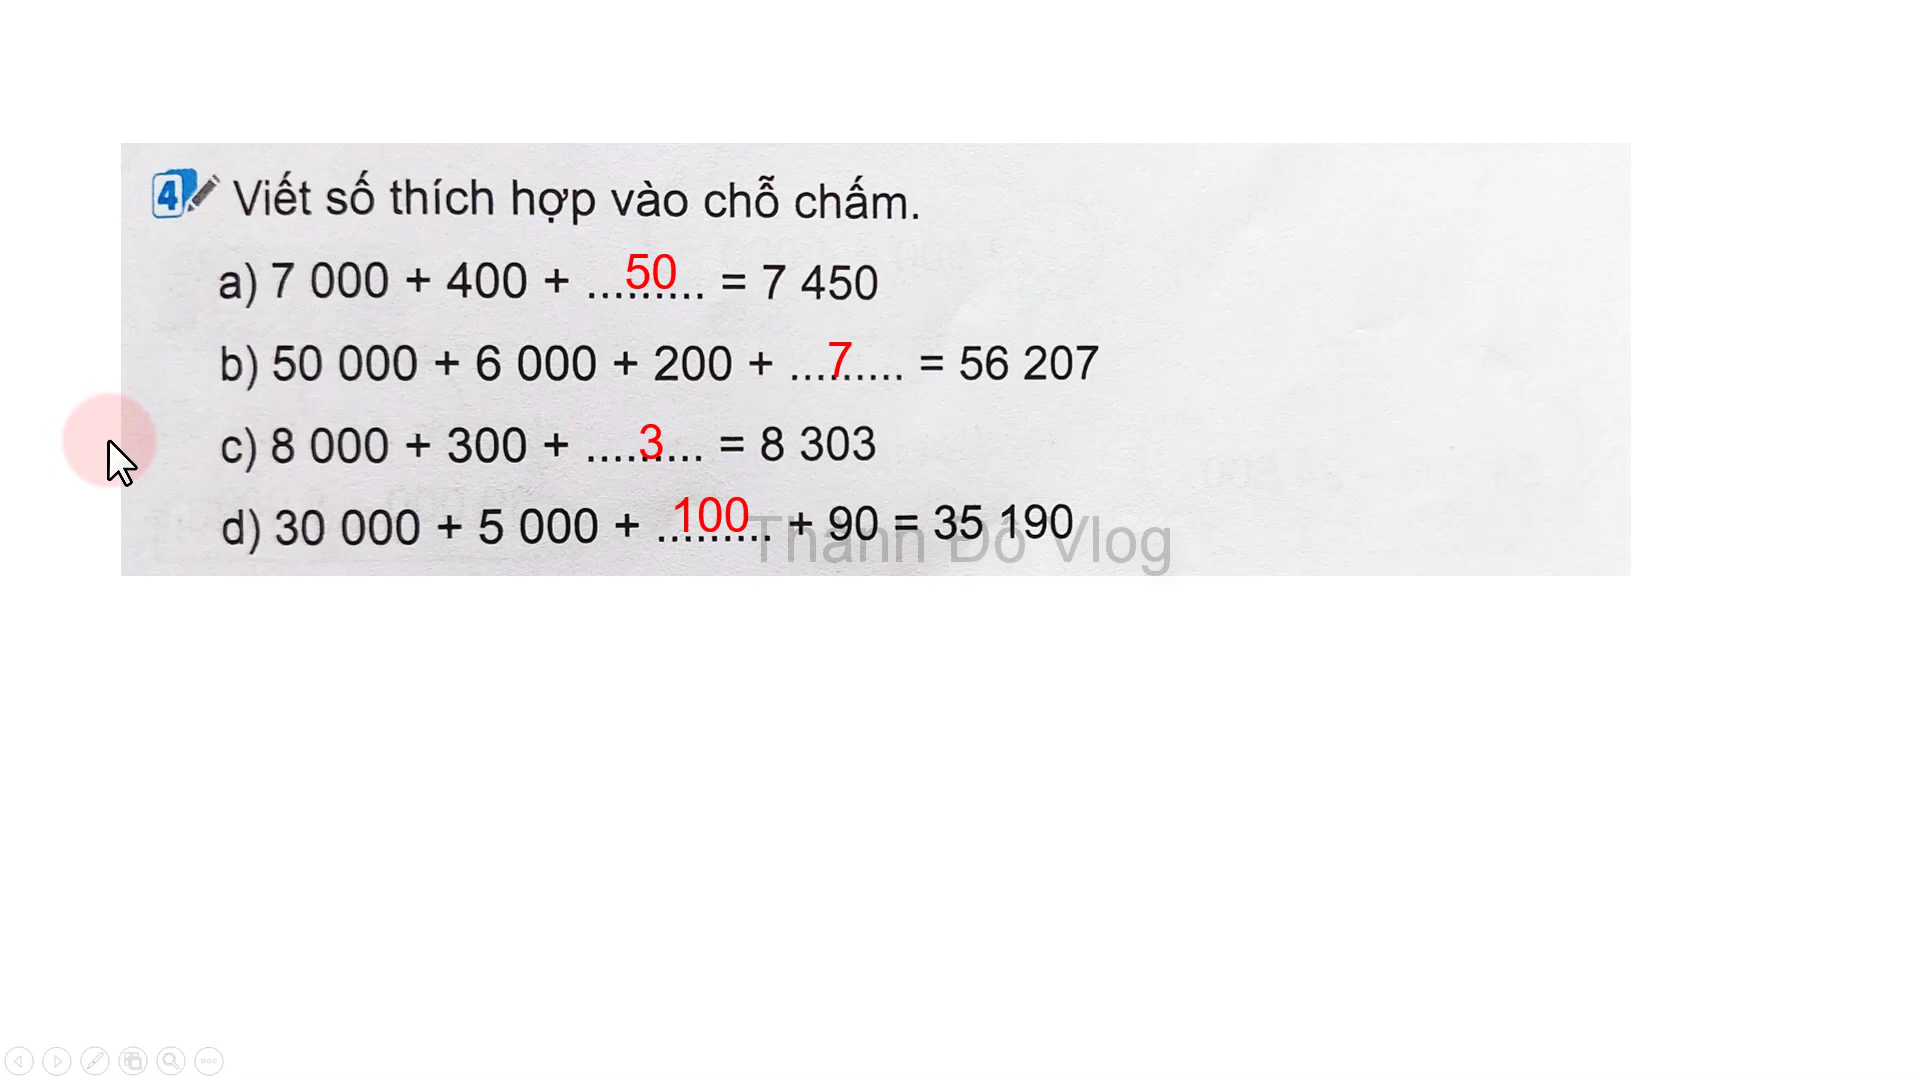 4 Viết số thích hợp vào chỗ chấm.
a) 7 000 + 400 + ...50... = 7 450
b) 50 000 + 6 000 + 200 + ...7... = 56 207
c) 8 000 + 300 + ...3... = 8 303
d) 30 000 + 5 000 + ...100... + 90 = 35 190
Thanh Đô Vlog